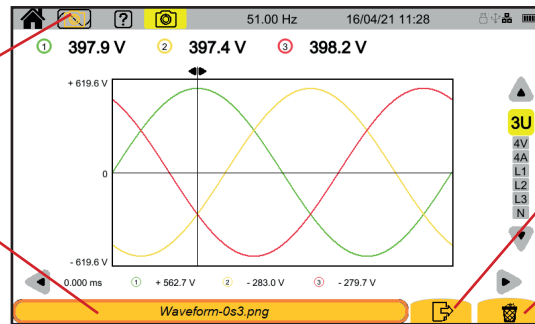 ? 51.00 Hz 16/04/21 11:28
1 397.9 V 2 397.4 V 3 398.2 V
+ 619.6 V
0
- 619.6 V
3U
4V
4A
L1
L2
L3
N
0.000 ms 1 + 562.7 V 2 - 283.0 V 3 - 279.7 V
Waveform-0s3.png